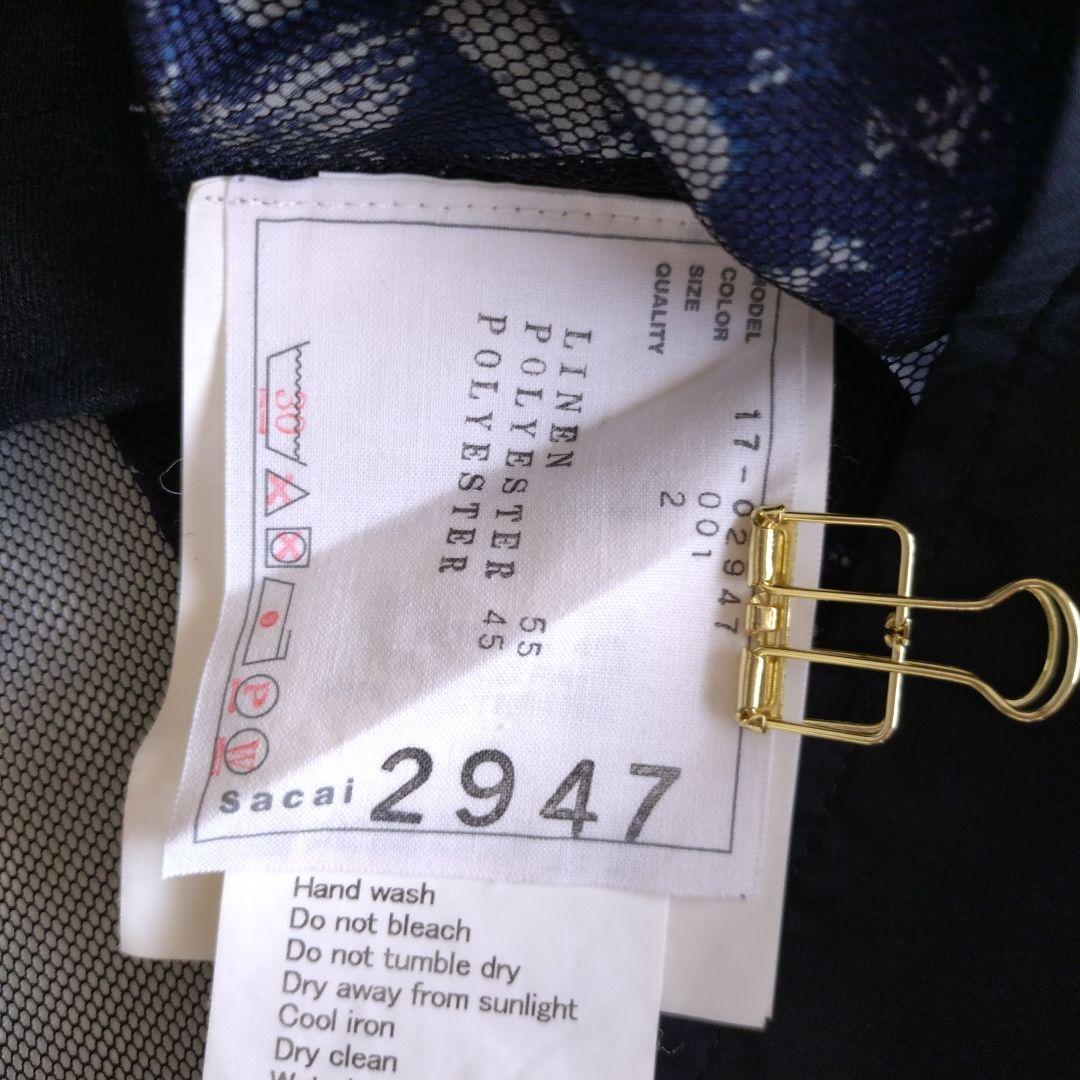 MODEL 17-02947
COLOR 001
SIZE 2
QUALITY
LINEN 55
POLYESTER 45
POLYESTER
30
P
W
sacai 2947
Hand wash
Do not bleach
Do not tumble dry
Dry away from sunlight
Cool iron
Dry clean